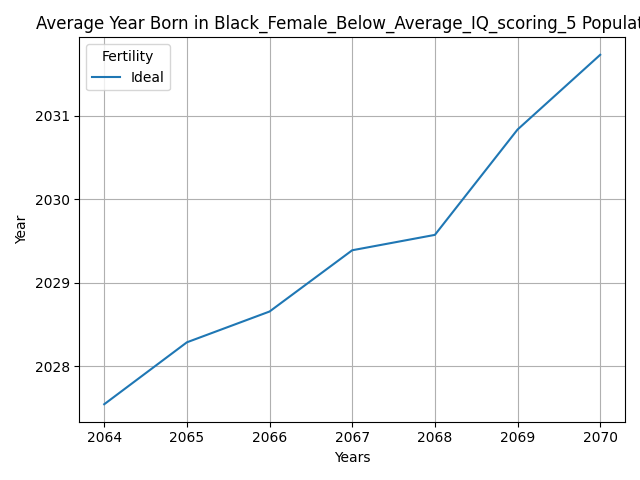 Average Year Born in Black_Female_Below_Average_IQ_scoring_5 Populat
Fertility
Ideal
Year
2031
2030
2029
2028
2064 2065 2066 2067 2068 2069 2070
Years